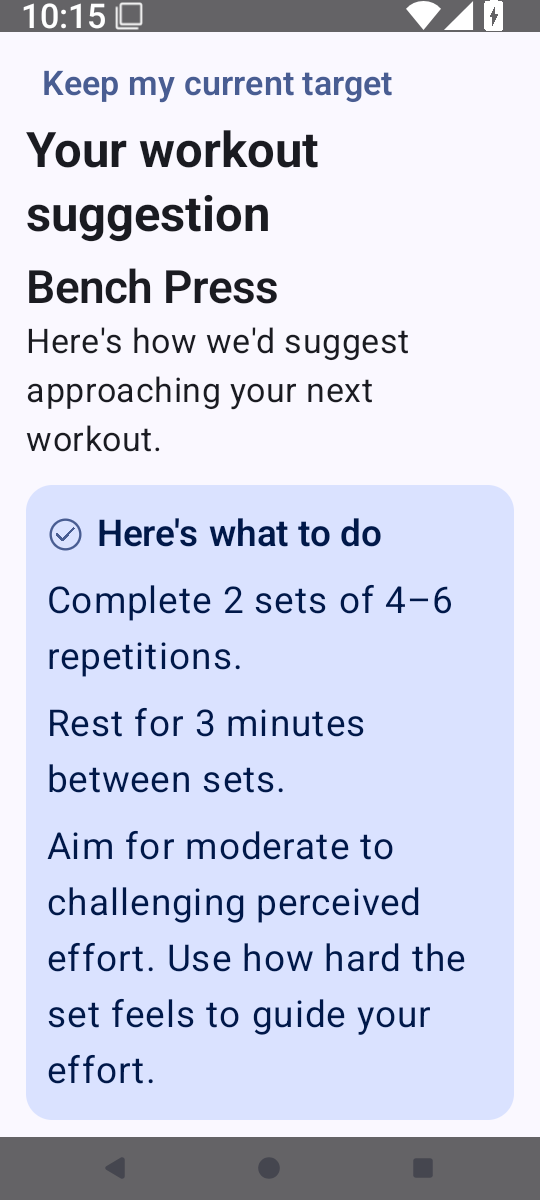 10:15
Keep my current target
Your workout
suggestion
Bench Press
Here's how we'd suggest
approaching your next
workout.
Here's what to do
Complete 2 sets of 4–6
repetitions.
Rest for 3 minutes
between sets.
Aim for moderate to
challenging perceived
effort. Use how hard the
set feels to guide your
effort.